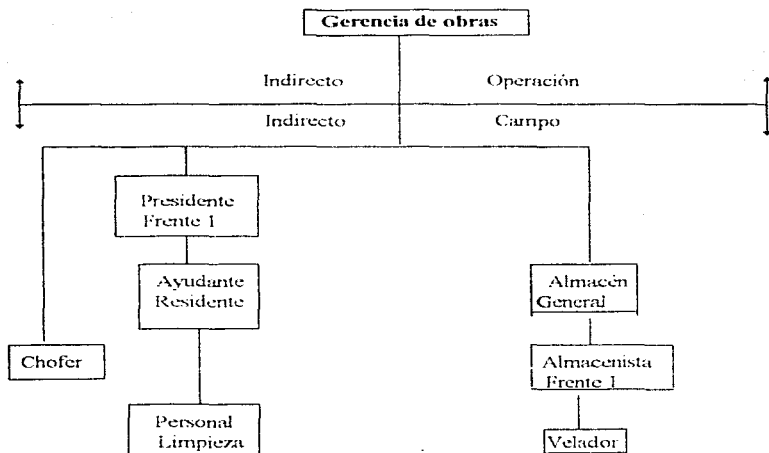 Gerencia de obras
Indirecto Operación
Indirecto Campo
Presidente
Frente 1
Ayudante
Residente
Almacén
General
Chofer
Almacenista
Frente 1
Personal
Limpieza
Velador